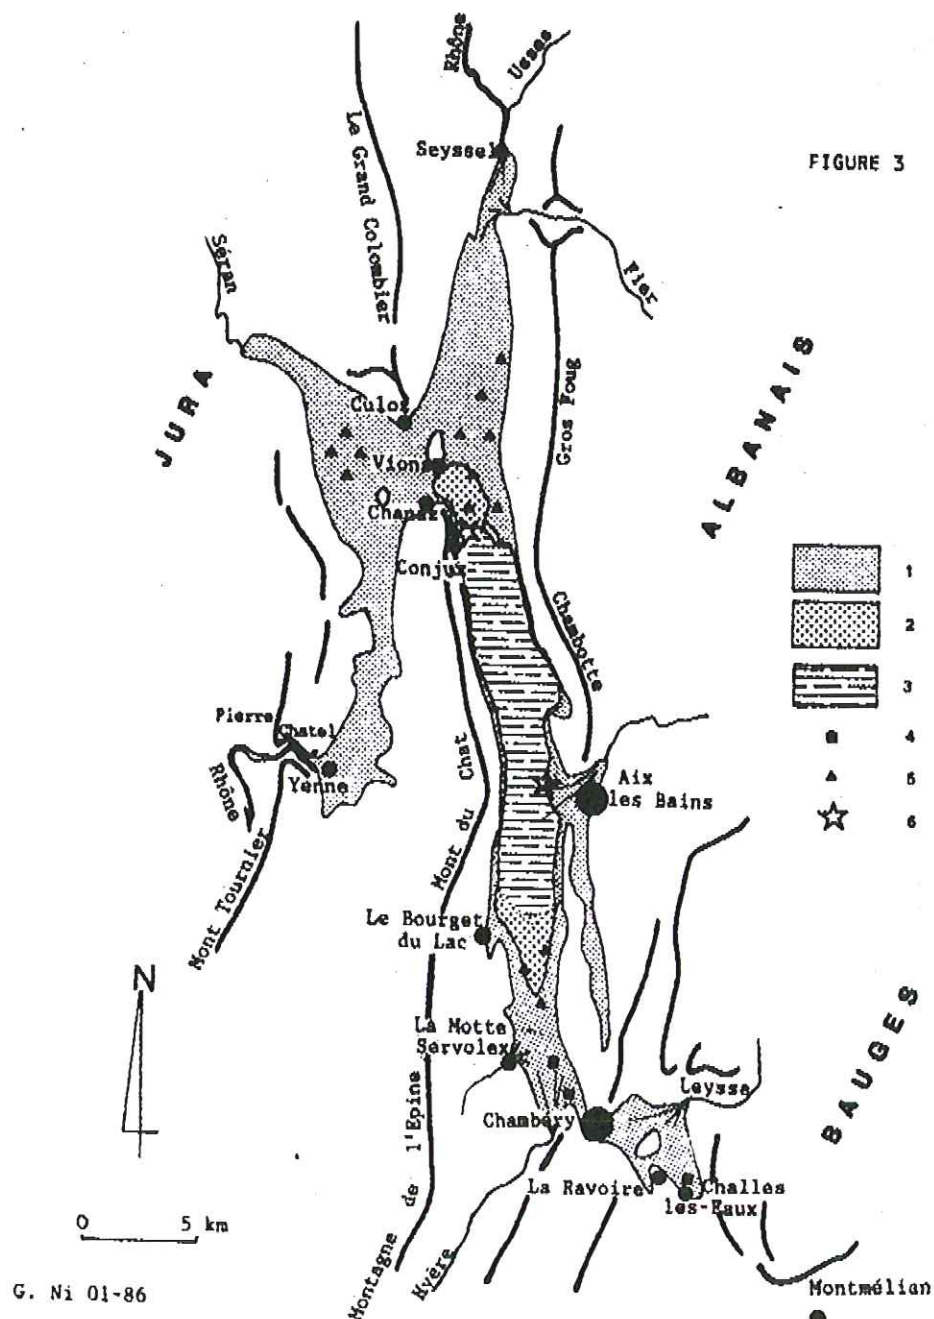 Rhône
Usses
Seyssel
FIGURE 3
Le Grand Colombier
Séran
Fier
JURA
Culoz
Gros Foug
ALBANAIS
Vions
Chanaz
Conjux
1
Chambotte
2
3
Pierre
Chatel
4
Rhône
Yenne
Mont du Chat
Aix
les Bains
5
6
Mont Tournier
Le Bourget
du Lac
N
La Motte
Servolex
BAUGES
Leysse
Chambéry
Montagne de l'Epine
La Ravoire
Challes
les-Eaux
0 5 km
Hyère
G. Ni 01-86
Montmélian